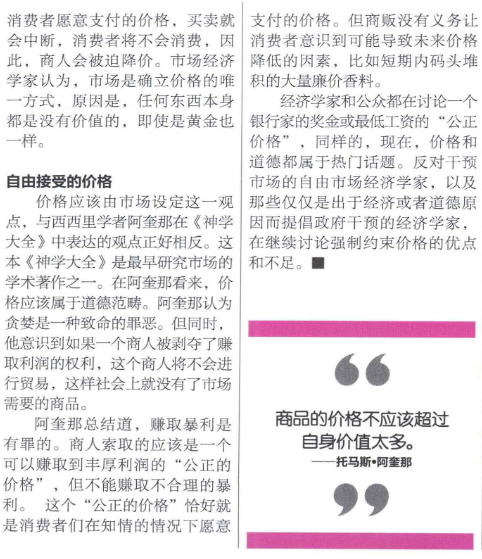 消费者愿意支付的价格，买卖就
会中断，消费者将不会消费，因
此，商人会被迫降价。市场经济
学家认为，市场是确立价格的唯
一方式，原因是，任何东西本身
都是没有价值的，即使是黄金也
一样。
自由接受的价格
价格应该由市场设定这一观
点，与西西里学者阿奎那在《神学
大全》中表达的观点正好相反。这
本《神学大全》是最早研究市场的
学术著作之一。在阿奎那看来，价
格应该属于道德范畴。阿奎那认为
贪婪是一种致命的罪恶。但同时，
他意识到如果一个商人被剥夺了赚
取利润的权利，这个商人将不会进
行贸易，这样社会上就没有了市场
需要的商品。
阿奎那总结道，赚取暴利是
有罪的。商人索取的应该是一个
可以赚取到丰厚利润的“公正的
价格”，但不能赚取不合理的暴
利。 这个“公正的价格”恰好就
是消费者们在知情的情况下愿意
支付的价格。但商贩没有义务让
消费者意识到可能导致未来价格
降低的因素，比如短期内码头堆
积的大量廉价香料。
经济学家和公众都在讨论一个
银行家的奖金或最低工资的“公正
价格”，同样的，现在，价格和
道德都属于热门话题。反对干预
市场的自由市场经济学家，以及
那些仅仅是出于经济或者道德原
因而提倡政府干预的经济学家，
在继续讨论强制约束价格的优点
和不足。■
商品的价格不应该超过
自身价值太多。
——托马斯•阿奎那